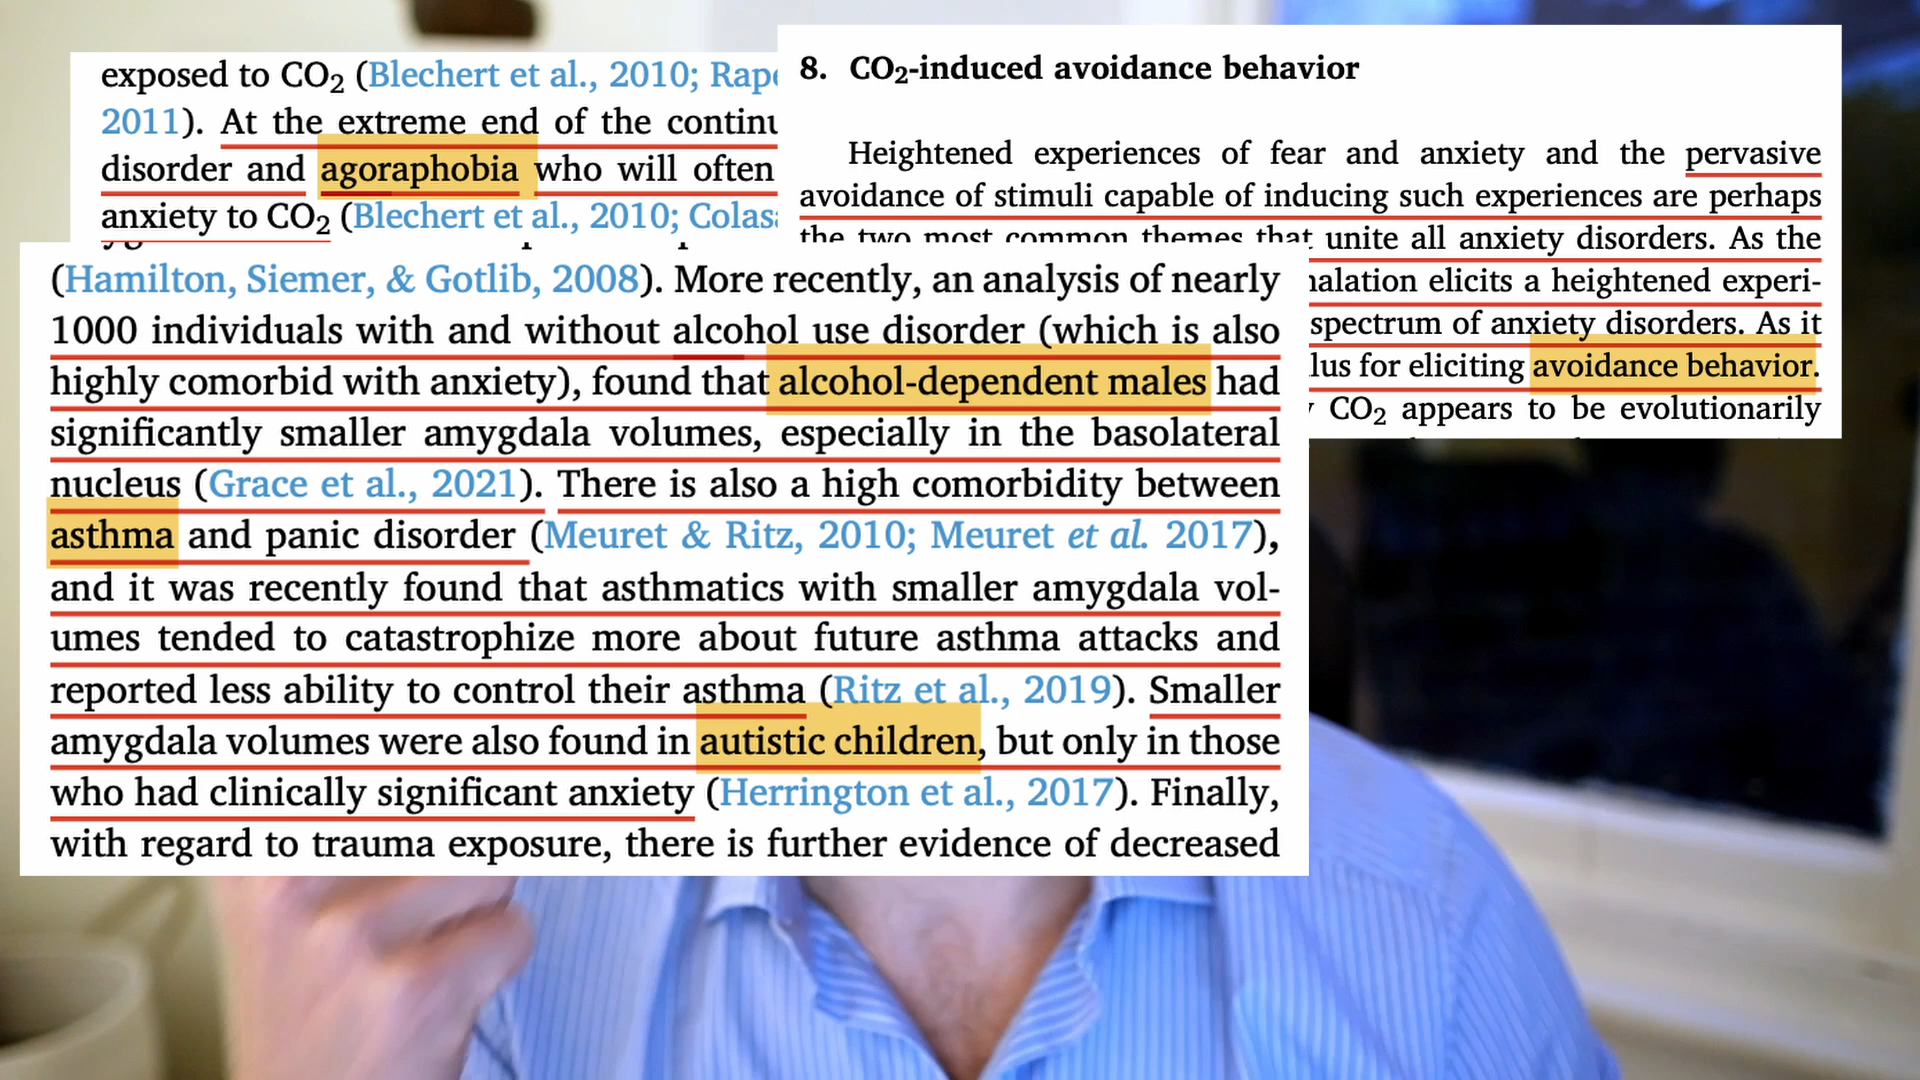 exposed to CO₂ (Blechert et al., 2010; Rape
2011). At the extreme end of the continu
disorder and agoraphobia who will often
anxiety to CO₂ (Blechert et al., 2010; Colas
8. CO₂-induced avoidance behavior
Heightened experiences of fear and anxiety and the pervasive
avoidance of stimuli capable of inducing such experiences are perhaps
the two most common themes that unite all anxiety disorders. As the
halation elicits a heightened experi-
spectrum of anxiety disorders. As it
lus for eliciting avoidance behavior.
CO₂ appears to be evolutionarily
(Hamilton, Siemer, & Gotlib, 2008). More recently, an analysis of nearly
1000 individuals with and without alcohol use disorder (which is also
highly comorbid with anxiety), found that alcohol-dependent males had
significantly smaller amygdala volumes, especially in the basolateral
nucleus (Grace et al., 2021). There is also a high comorbidity between
asthma and panic disorder (Meuret & Ritz, 2010; Meuret et al. 2017),
and it was recently found that asthmatics with smaller amygdala vol-
umes tended to catastrophize more about future asthma attacks and
reported less ability to control their asthma (Ritz et al., 2019). Smaller
amygdala volumes were also found in autistic children, but only in those
who had clinically significant anxiety (Herrington et al., 2017). Finally,
with regard to trauma exposure, there is further evidence of decreased